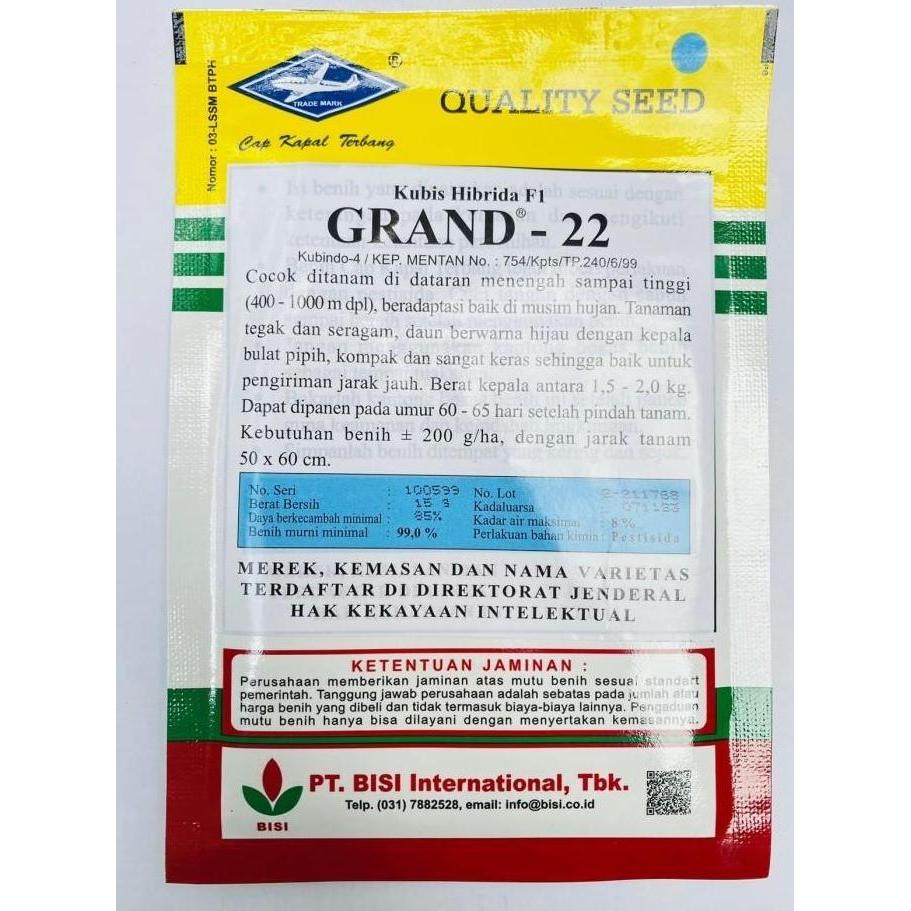 Nomor : 03-LSSM BTPH
TRADE MARK
®
Cap Kapal Terbang
QUALITY SEED
Kubis Hibrida F1
GRAND® - 22
Kubindo-4 / KEP. MENTAN No. : 754/Kpts/TP.240/6/99
Cocok ditanam di dataran menengah sampai tinggi
(400 - 1000 m dpl), beradaptasi baik di musim hujan. Tanaman
tegak dan seragam, daun berwarna hijau dengan kepala
bulat pipih, kompak dan sangat keras sehingga baik untuk
pengiriman jarak jauh. Berat kepala antara 1,5 - 2,0 kg.
Dapat dipanen pada umur 60 - 65 hari setelah pindah tanam.
Kebutuhan benih ± 200 g/ha, dengan jarak tanam
50 x 60 cm.
No. Seri : 100599 No. Lot
Berat Bersih : 15 g Kadaluarsa
Daya berkecambah minimal : 85% Kadar air maksimal : 8 %
Benih murni minimal : 99,0 % Perlakuan bahan kimia : Pestisida
MEREK, KEMASAN DAN NAMA VARIETAS
TERDAFTAR DI DIREKTORAT JENDERAL
HAK KEKAYAAN INTELEKTUAL
KETENTUAN JAMINAN :
Perusahaan memberikan jaminan atas mutu benih sesuai standart
pemerintah. Tanggung jawab perusahaan adalah sebatas pada jumlah atau
harga benih yang dibeli dan tidak termasuk biaya-biaya lainnya. Pengaduan
mutu benih hanya bisa dilayani dengan menyertakan kemasannya.
BISI
PT. BISI International, Tbk.
Telp. (031) 7882528, email: info@bisi.co.id